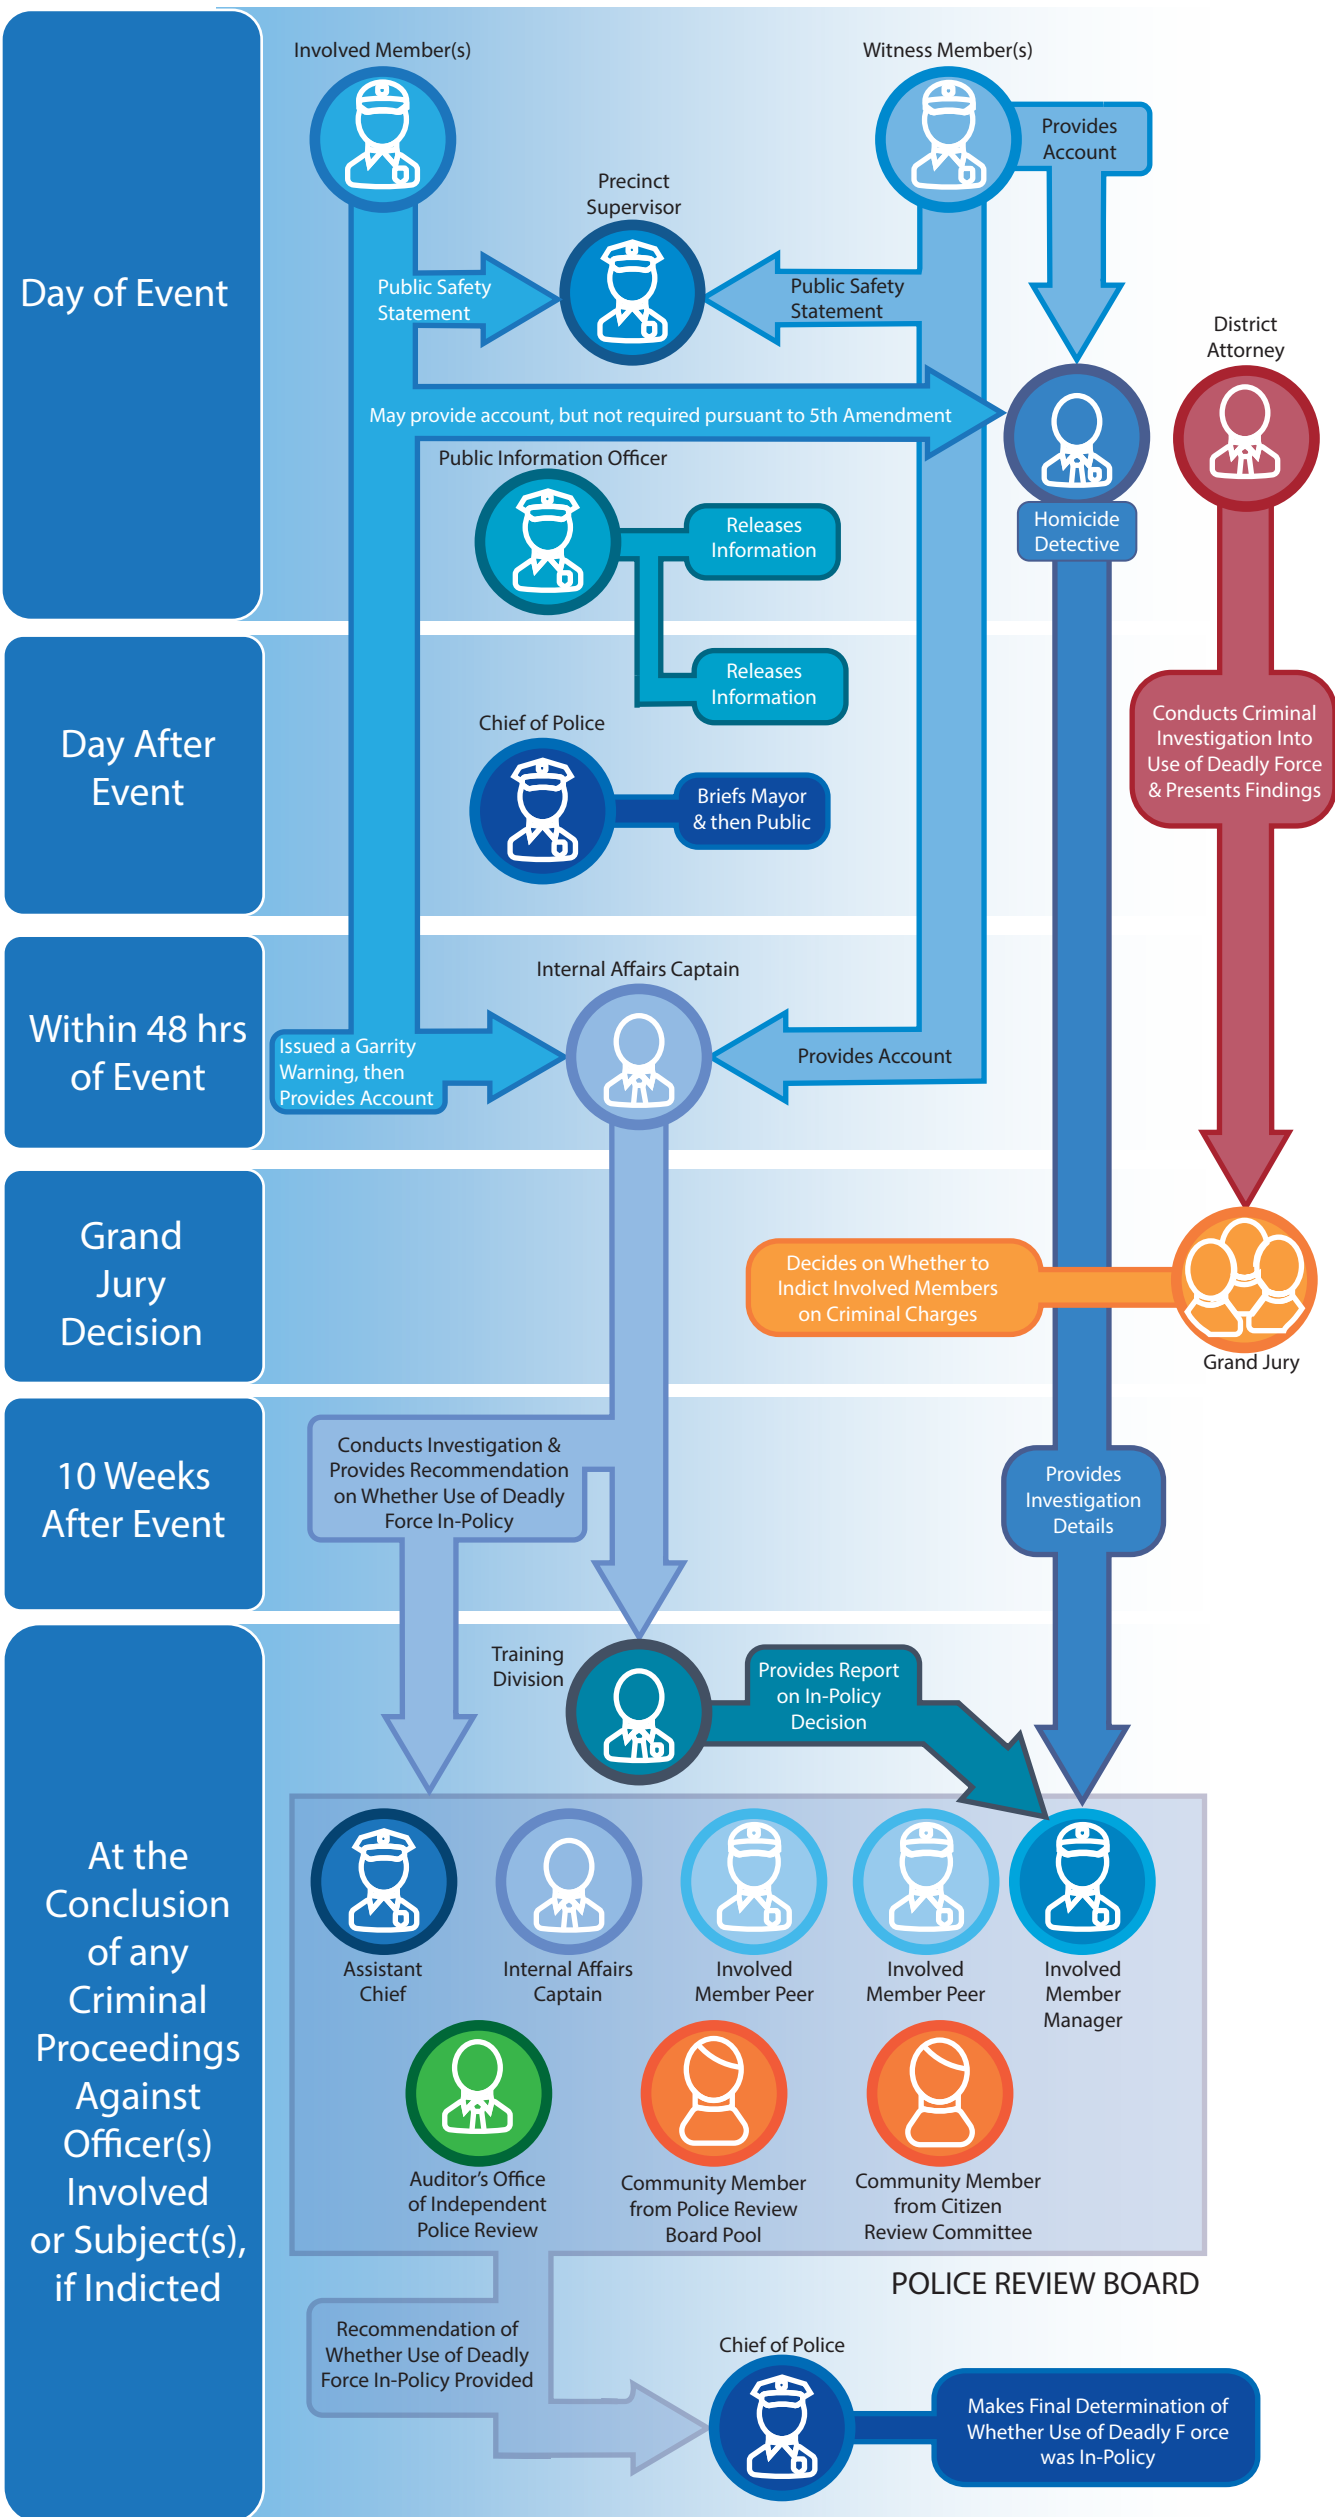 Involved Member(s)
Witness Member(s)
Provides
Account
Precinct
Supervisor
Day of Event
Public Safety
Statement
Public Safety
Statement
District
Attorney
May provide account, but not required pursuant to 5th Amendment
Public Information Officer
Releases
Information
Homicide
Detective
Day After
Event
Releases
Information
Conducts Criminal
Investigation Into
Use of Deadly Force
& Presents Findings
Chief of Police
Briefs Mayor
& then Public
Within 48 hrs
of Event
Internal Affairs Captain
Issued a Garrity
Warning, then
Provides Account
Provides Account
Grand
Jury
Decision
Decides on Whether to
Indict Involved Members
on Criminal Charges
Grand Jury
10 Weeks
After Event
Conducts Investigation &
Provides Recommendation
on Whether Use of Deadly
Force In-Policy
Provides
Investigation
Details
At the
Conclusion
of any
Criminal
Proceedings
Against
Officer(s)
Involved
or Subject(s),
if Indicted
Training
Division
Provides Report
on In-Policy
Decision
Assistant
Chief
Internal Affairs
Captain
Involved
Member Peer
Involved
Member Peer
Involved
Member
Manager
Auditor's Office
of Independent
Police Review
Community Member
from Police Review
Board Pool
Community Member
from Citizen
Review Committee
POLICE REVIEW BOARD
Recommendation of
Whether Use of Deadly
Force In-Policy Provided
Chief of Police
Makes Final Determination of
Whether Use of Deadly F orce
was In-Policy